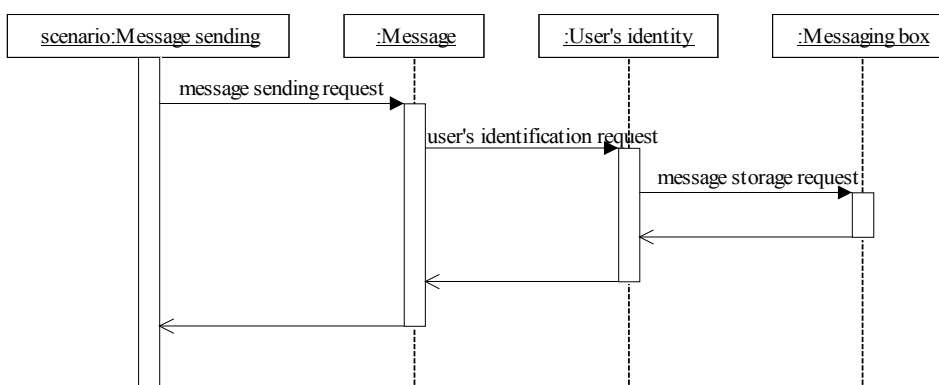 scenario:Message sending
:Message
:User's identity
:Messaging box
message sending request
user's identification request
message storage request